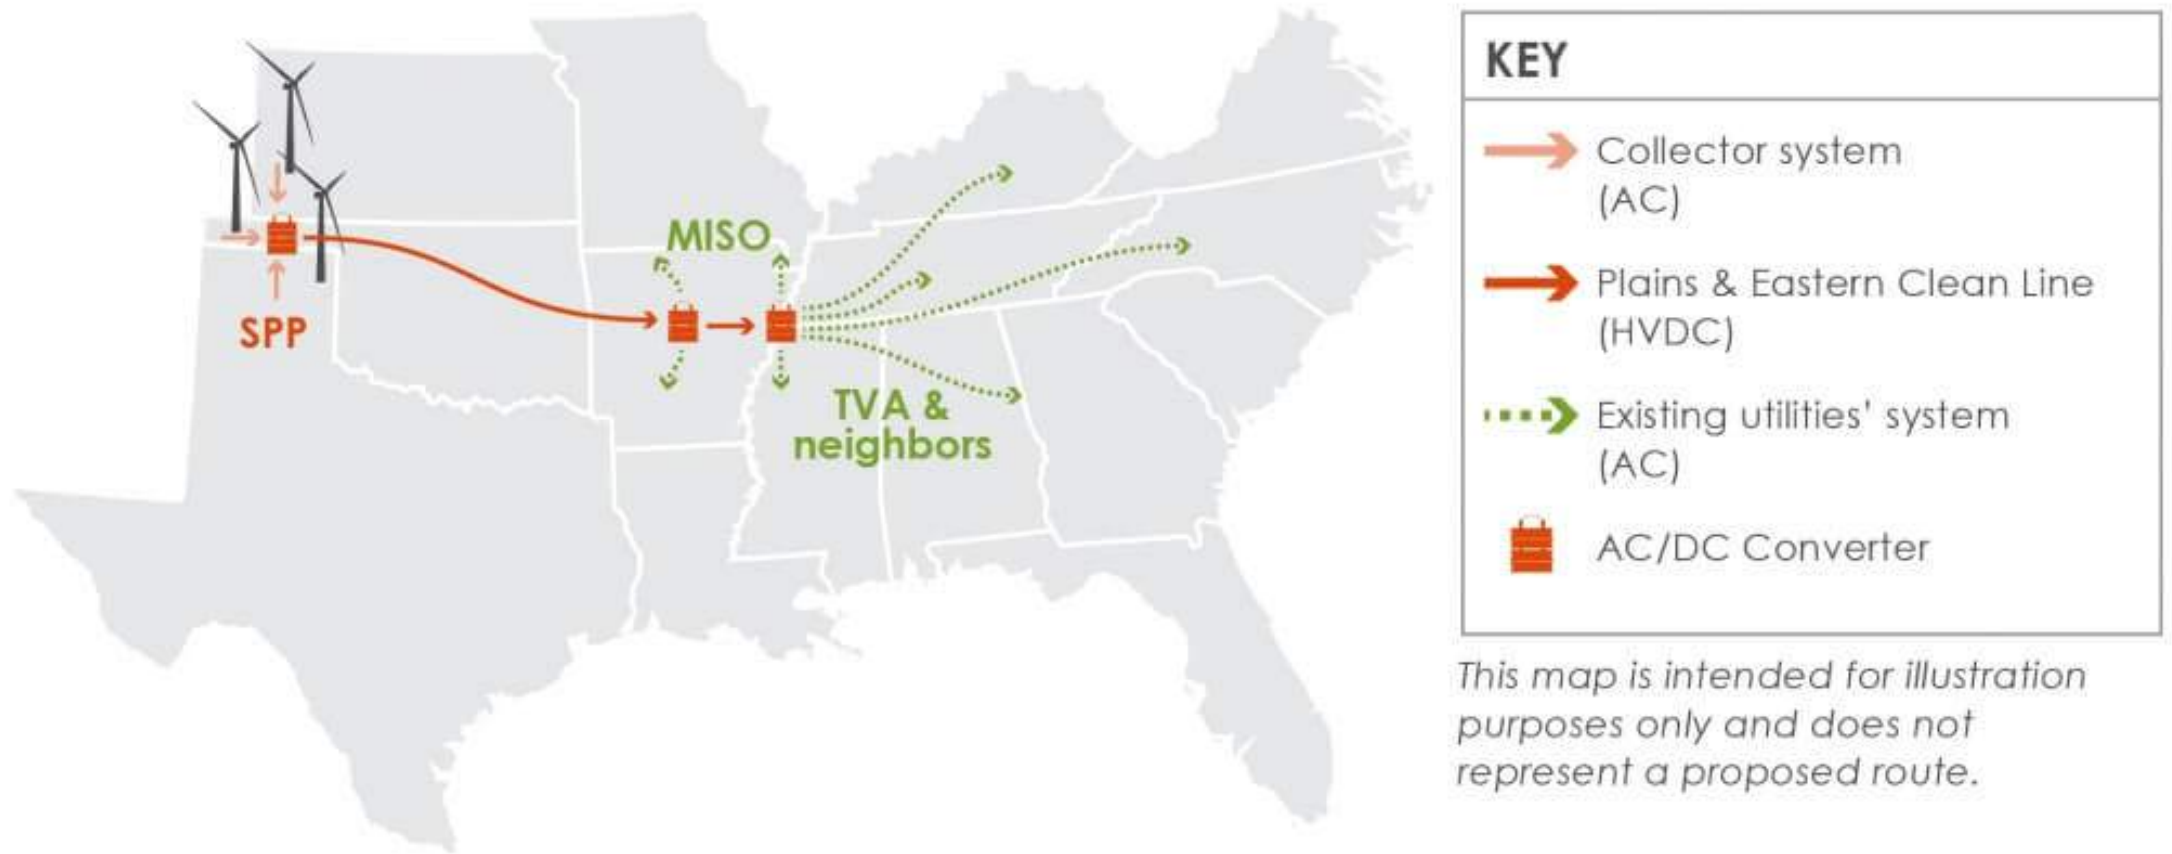 MISO
SPP
TVA &
neighbors
KEY
Collector system
(AC)
Plains & Eastern Clean Line
(HVDC)
Existing utilities' system
(AC)
AC/DC Converter
This map is intended for illustration
purposes only and does not
represent a proposed route.